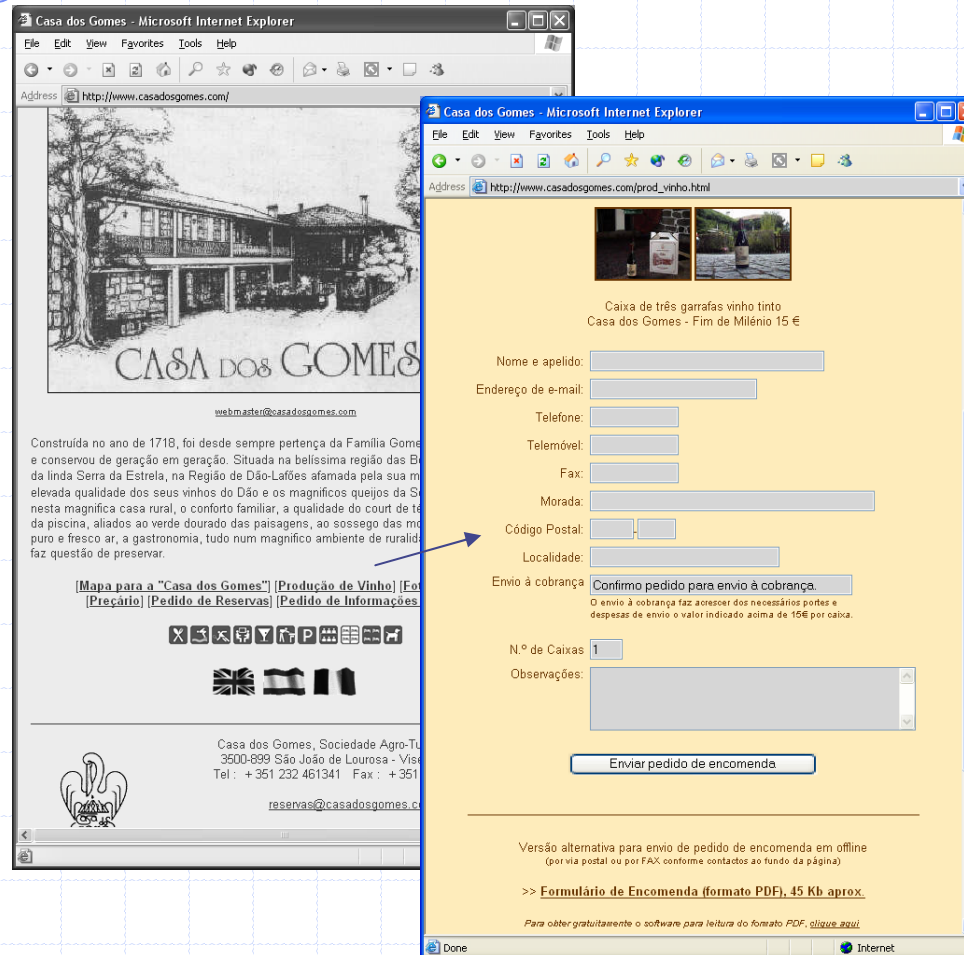 Casa dos Gomes - Microsoft Internet Explorer
File Edit View Favorites Tools Help
Address http://www.casadosgomes.com/
CASA DOS GOMES
webmaster@casadosgomes.com
Construída no ano de 1718, foi desde sempre pertença da Família Gome
e conservou de geração em geração. Situada na belíssima região das B
da linda Serra da Estrela, na Região de Dão-Lafões afamada pela sua m
elevada qualidade dos seus vinhos do Dão e os magnificos queijos da S
nesta magnifica casa rural, o conforto familiar, a qualidade do court de té
da piscina, aliados ao verde dourado das paisagens, ao sossego das mo
puro e fresco ar, a gastronomia, tudo num magnifico ambiente de ruralid
faz questão de preservar.
[Mapa para a "Casa dos Gomes"] [Produção de Vinho] [Fot
[Preçário] [Pedido de Reservas] [Pedido de Informações
Casa dos Gomes, Sociedade Agro-Tu
3500-899 São João de Lourosa - Vise
Tel : +351 232 461341 Fax : +351
reservas@casadosgomes.c
Casa dos Gomes - Microsoft Internet Explorer
File Edit View Favorites Tools Help
Address http://www.casadosgomes.com/prod_vinho.html
Caixa de três garrafas vinho tinto
Casa dos Gomes - Fim de Milénio 15 €
Nome e apelido:
Endereço de e-mail:
Telefone:
Telemóvel:
Fax:
Morada:
Código Postal: -
Localidade:
Envio à cobrança Confirmo pedido para envio à cobrança.
O envio à cobrança faz acrescer dos necessários portes e
despesas de envio o valor indicado acima de 15€ por caixa.
N.º de Caixas 1
Observações:
Enviar pedido de encomenda
Versão alternativa para envio de pedido de encomenda em offline
(por via postal ou por FAX conforme contactos ao fundo da página)
>> Formulário de Encomenda (formato PDF), 45 Kb aprox.
Para obter gratuitamente o software para leitura do formato PDF, clique aqui
Done Internet